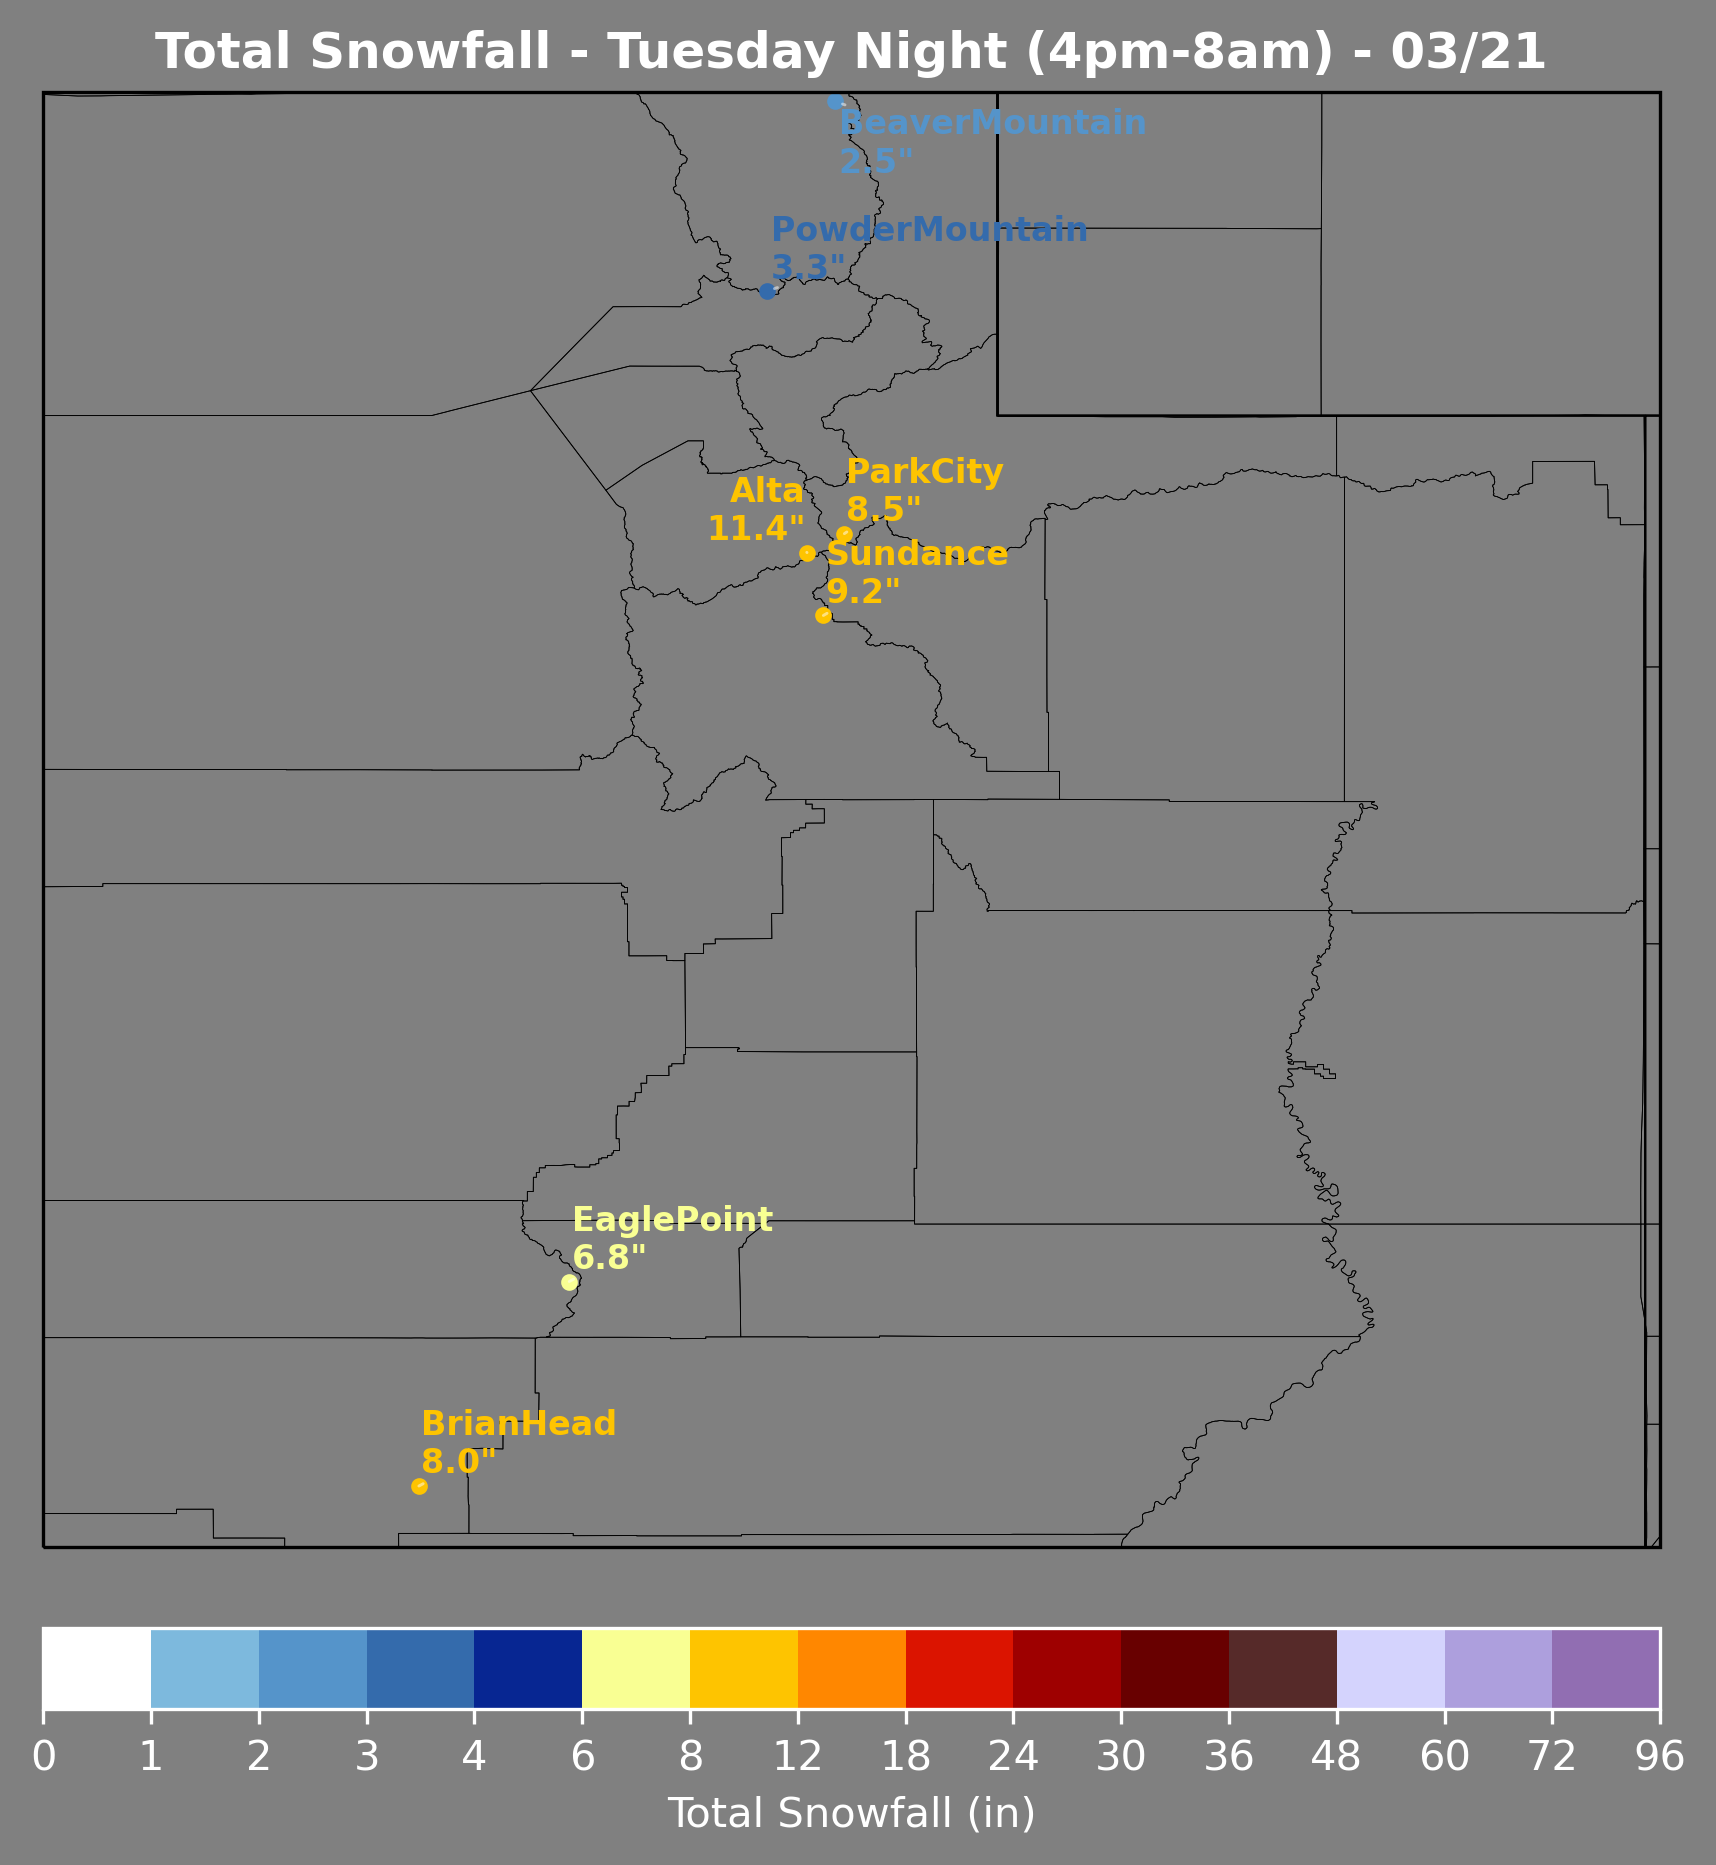 Total Snowfall - Tuesday Night (4pm-8am) - 03/21
BeaverMountain
2.5"
PowderMountain
3.3"
ParkCity
8.5"
Alta
11.4"
Sundance
9.2"
EaglePoint
6.8"
BrianHead
8.0"
0 1 2 3 4 6 8 12 18 24 30 36 48 60 72 96
Total Snowfall (in)